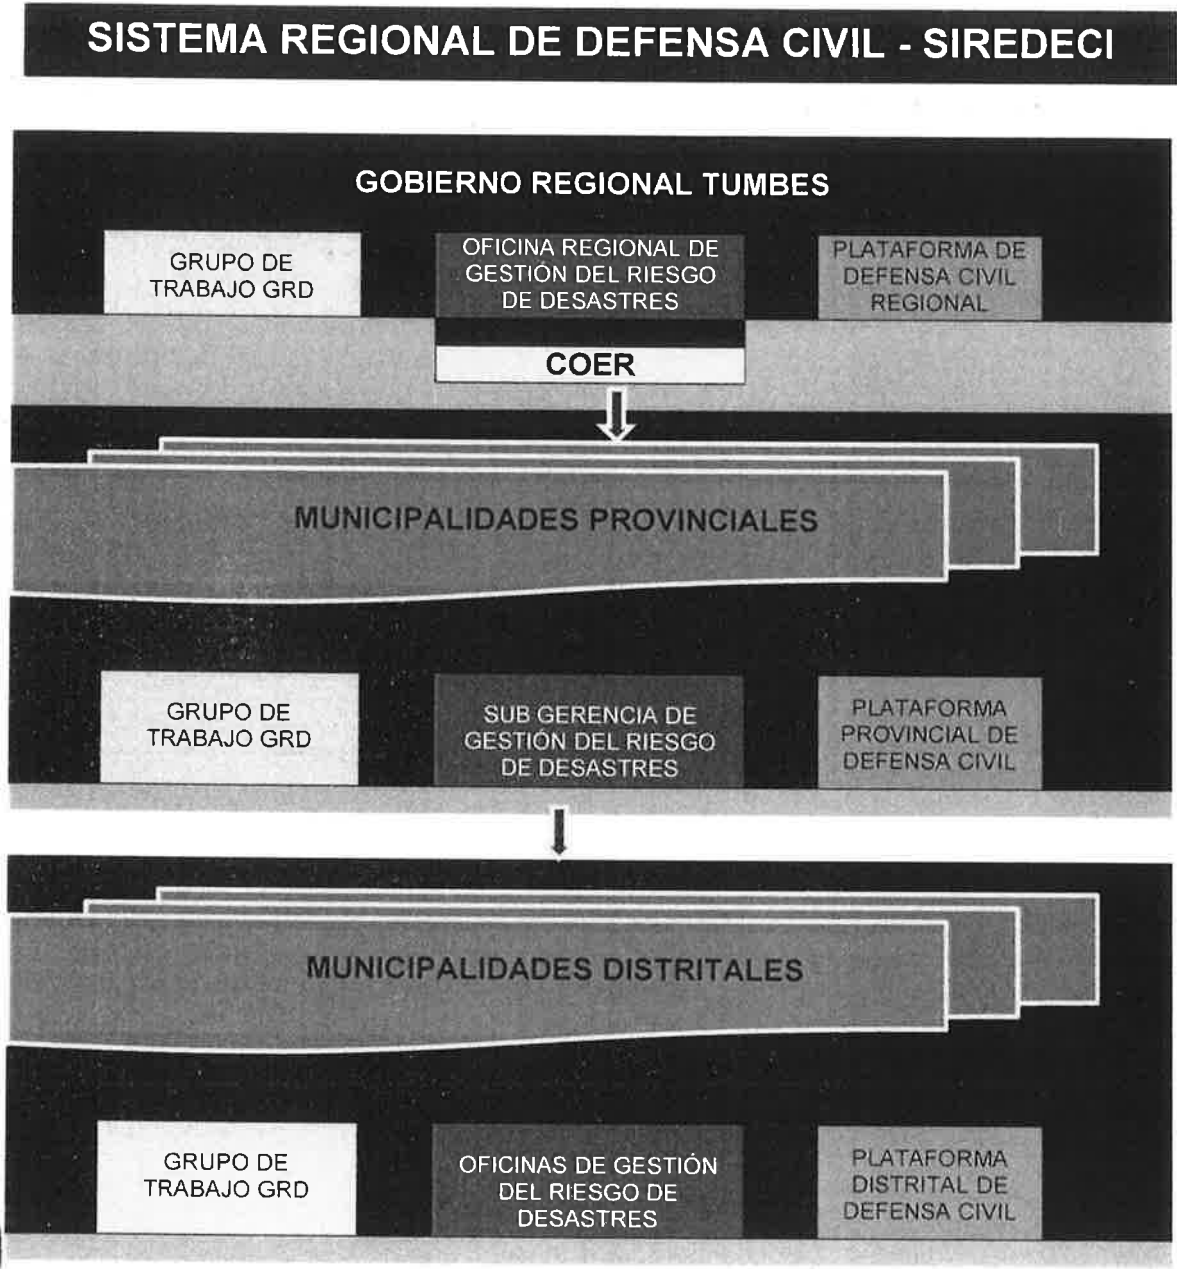 SISTEMA REGIONAL DE DEFENSA CIVIL - SIREDECI
GOBIERNO REGIONAL TUMBES
GRUPO DE
TRABAJO GRD
OFICINA REGIONAL DE
GESTIÓN DEL RIESGO
DE DESASTRES
PLATAFORMA DE
DEFENSA CIVIL
REGIONAL
COER
MUNICIPALIDADES PROVINCIALES
GRUPO DE
TRABAJO GRD
SUB GERENCIA DE
GESTIÓN DEL RIESGO
DE DESASTRES
PLATAFORMA
PROVINCIAL DE
DEFENSA CIVIL
MUNICIPALIDADES DISTRITALES
GRUPO DE
TRABAJO GRD
OFICINAS DE GESTIÓN
DEL RIESGO DE
DESASTRES
PLATAFORMA
DISTRITAL DE
DEFENSA CIVIL